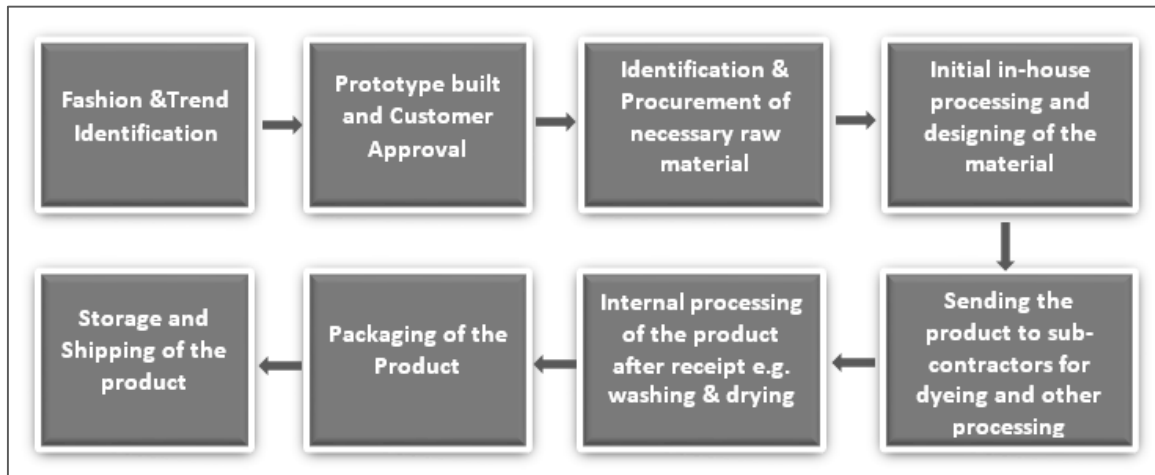 Fashion &Trend
Identification
Prototype built
and Customer
Approval
Identification &
Procurement of
necessary raw
material
Initial in-house
processing and
designing of the
material
Sending the
product to sub-
contractors for
dyeing and other
processing
Internal processing
of the product
after receipt e.g.
washing & drying
Packaging of the
Product
Storage and
Shipping of the
product